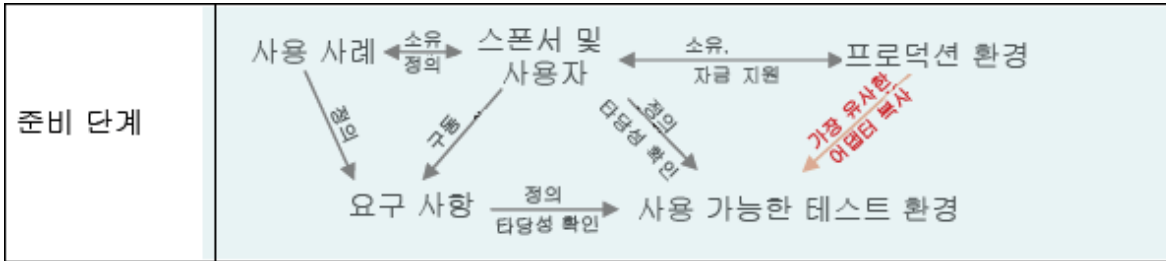 준비 단계
사용 사례
소유
정의
스폰서 및
사용자
소유,
자금 지원
프로덕션 환경
정의
구동
정의
타당성 확인
가장 유사한,
어댑터 복사
요구 사항
정의
타당성 확인
사용 가능한 테스트 환경